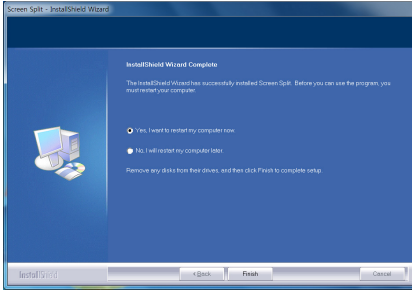 Screen Split - InstallShield Wizard
InstallShield Wizard Complete
The InstallShield Wizard has successfully installed Screen Split. Before you can use the program, you
must restart your computer.
Yes, I want to restart my computer now.
No, I will restart my computer later.
Remove any disks from their drives, and then click Finish to complete setup.
InstallShield
< Back
Finish
Cancel